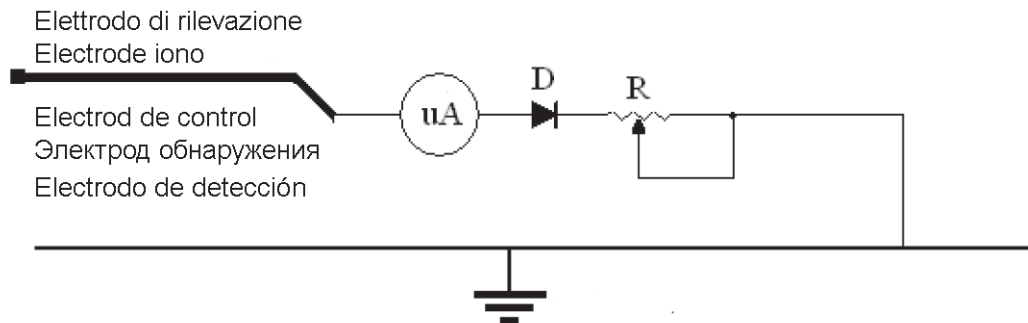 Elettrodo di rilevazione
Electrode iono
D
R
uA
Electrod de control
Электрод обнаружения
Electrodo de detección